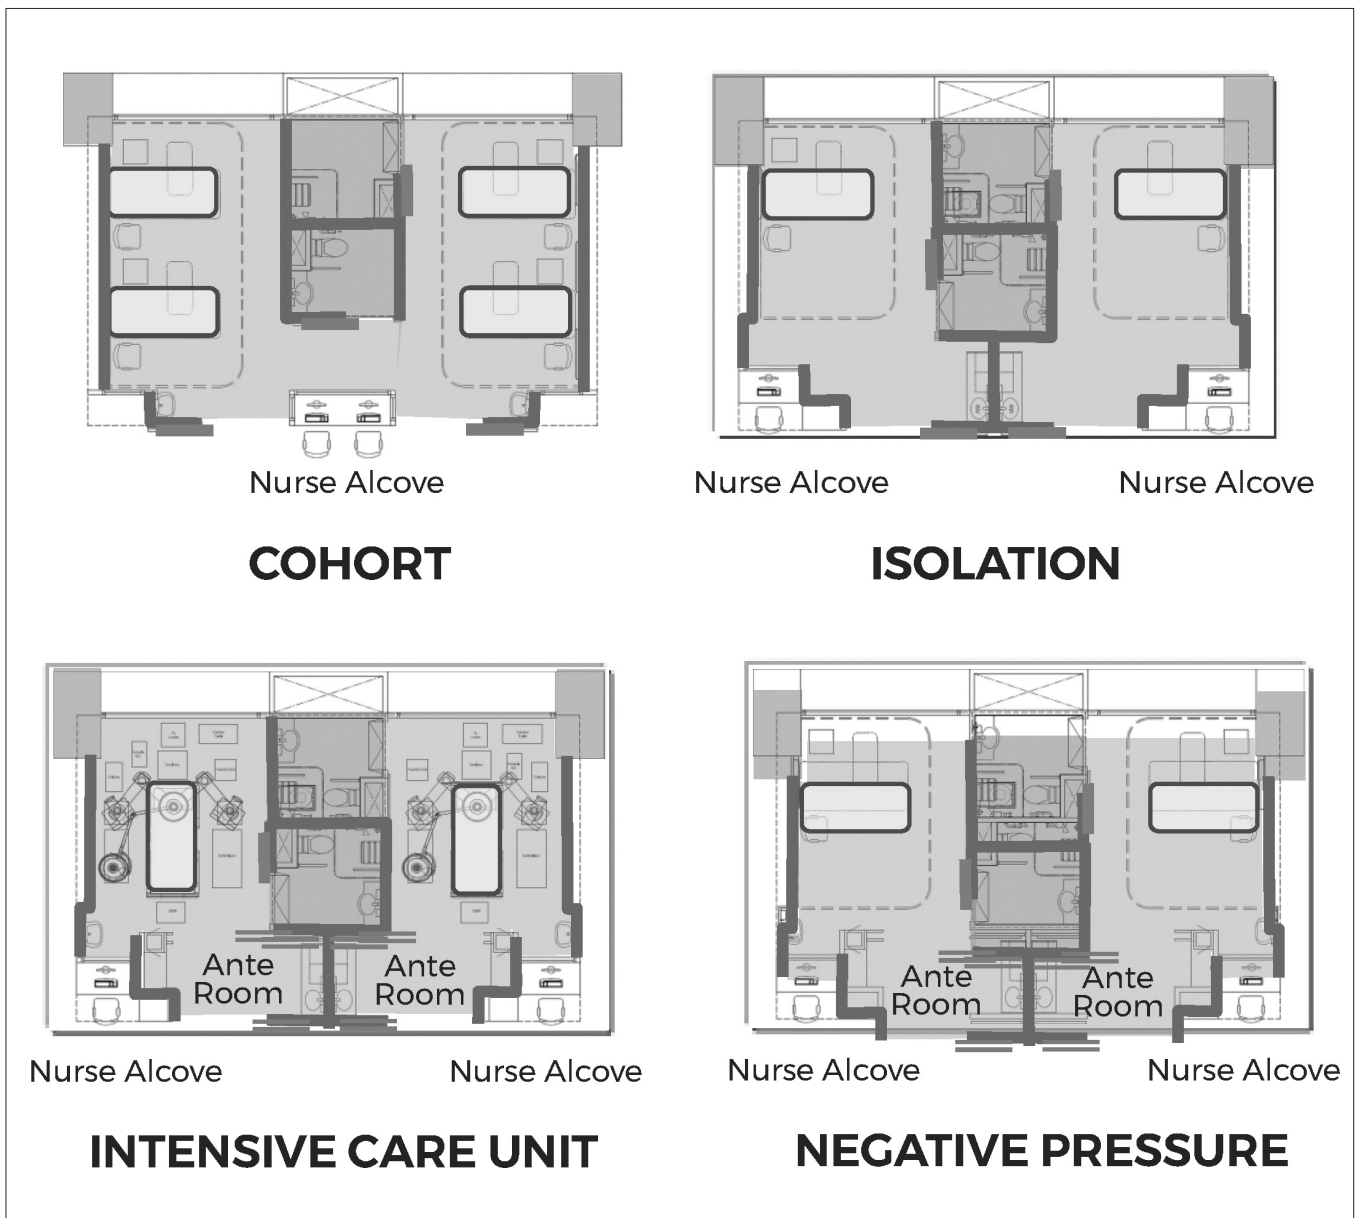 Nurse Alcove
COHORT
Nurse Alcove
Nurse Alcove
ISOLATION
Ante
Room
Ante
Room
Nurse Alcove
Nurse Alcove
INTENSIVE CARE UNIT
Ante
Room
Ante
Room
Nurse Alcove
Nurse Alcove
NEGATIVE PRESSURE